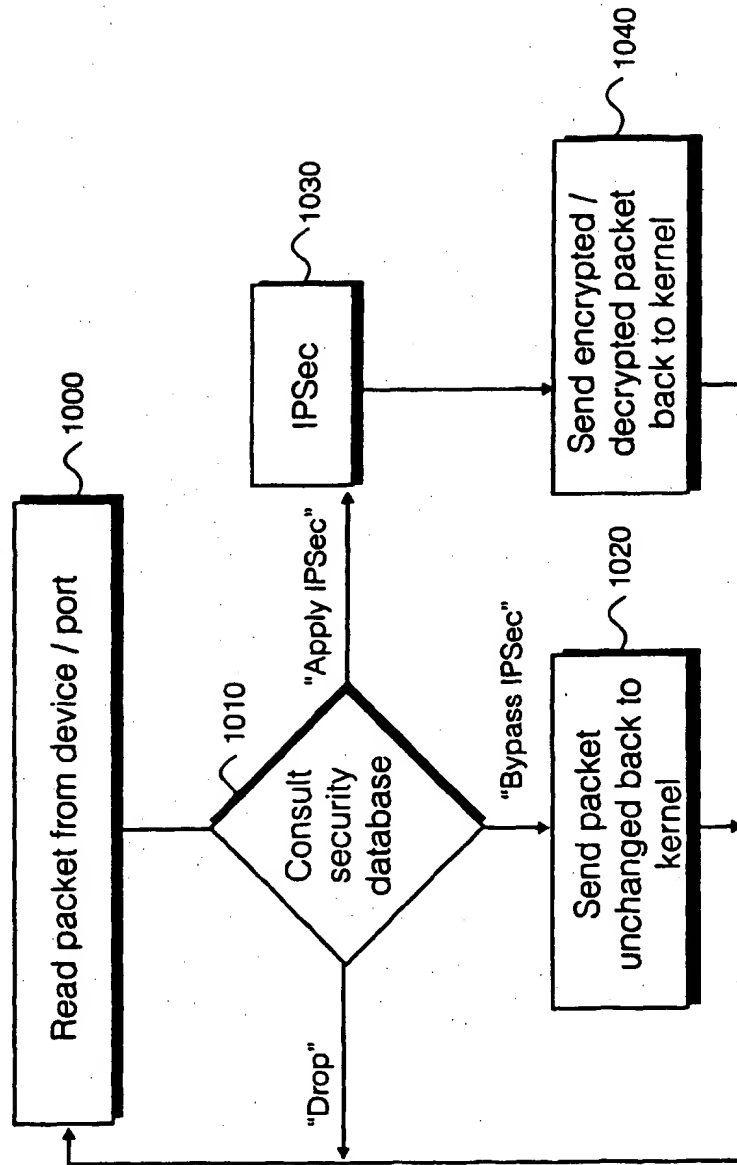 Read packet from device / port
1000
Consult
security
database
1010
"Drop"
"Apply IPSec"
"Bypass IPSec"
IPSec
1030
Send packet
unchanged back to
kernel
1020
Send encrypted /
decrypted packet
back to kernel
1040